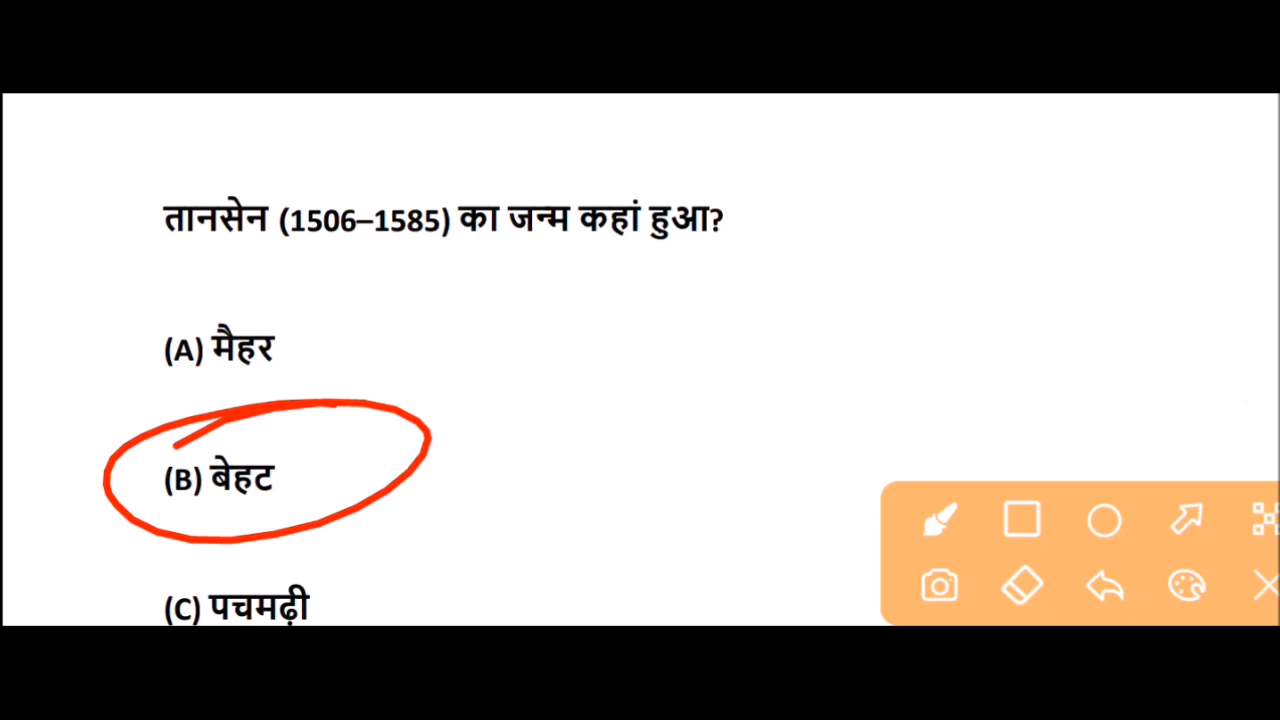 तानसेन (1506–1585) का जन्म कहां हुआ?
(A) मैहर
(B) बेहट
(C) पचमढ़ी